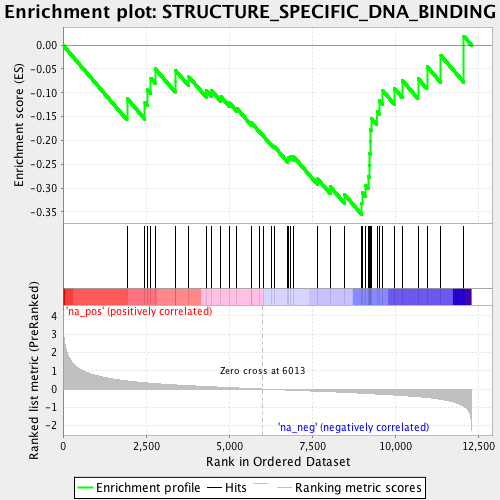 Enrichment plot: STRUCTURE_SPECIFIC_DNA_BINDING
Enrichment score (ES)
0.00
-0.05
-0.10
-0.15
-0.20
-0.25
-0.30
-0.35
'na_pos' (positively correlated)
Ranked list metric (PreRanked)
4
3
2
1
0
-1
-2
Zero cross at 6013
'na_neg' (negatively correlated)
0 2,500 5,000 7,500 10,000 12,500
Rank in Ordered Dataset
Enrichment profile Hits Ranking metric scores